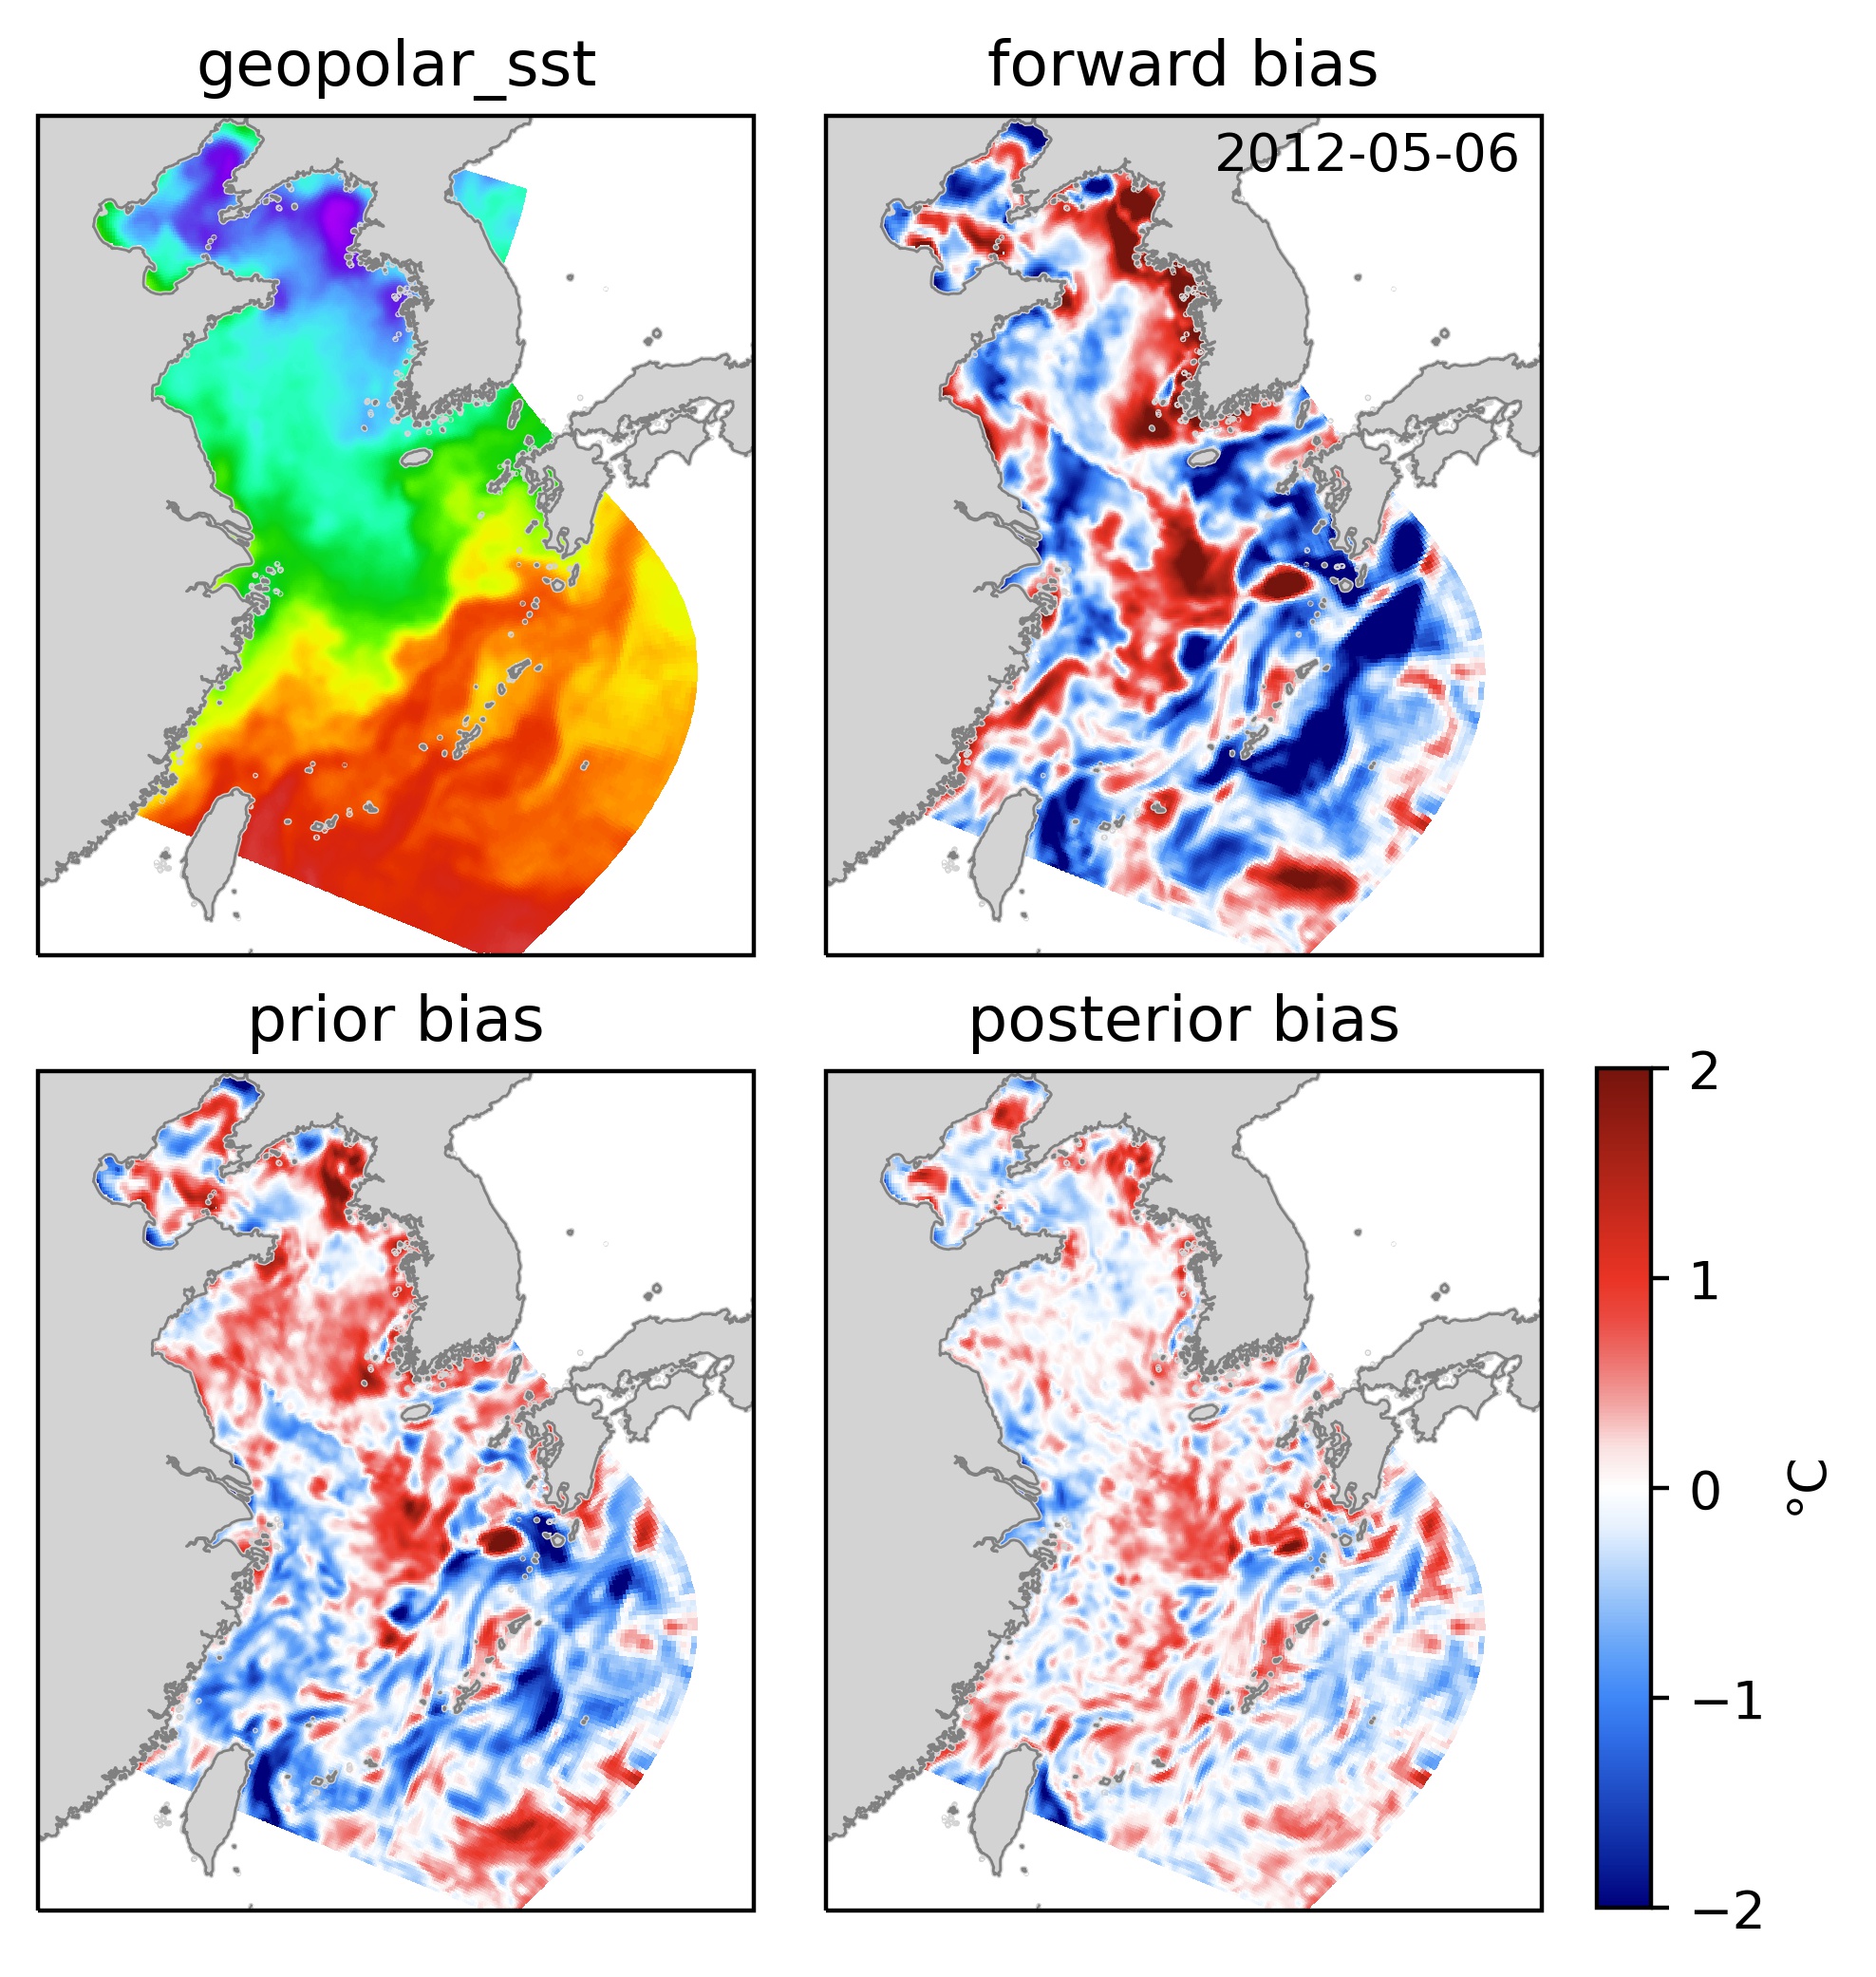 geopolar_sst
forward bias
2012-05-06
prior bias
posterior bias
2
1
0
−1
−2
°C